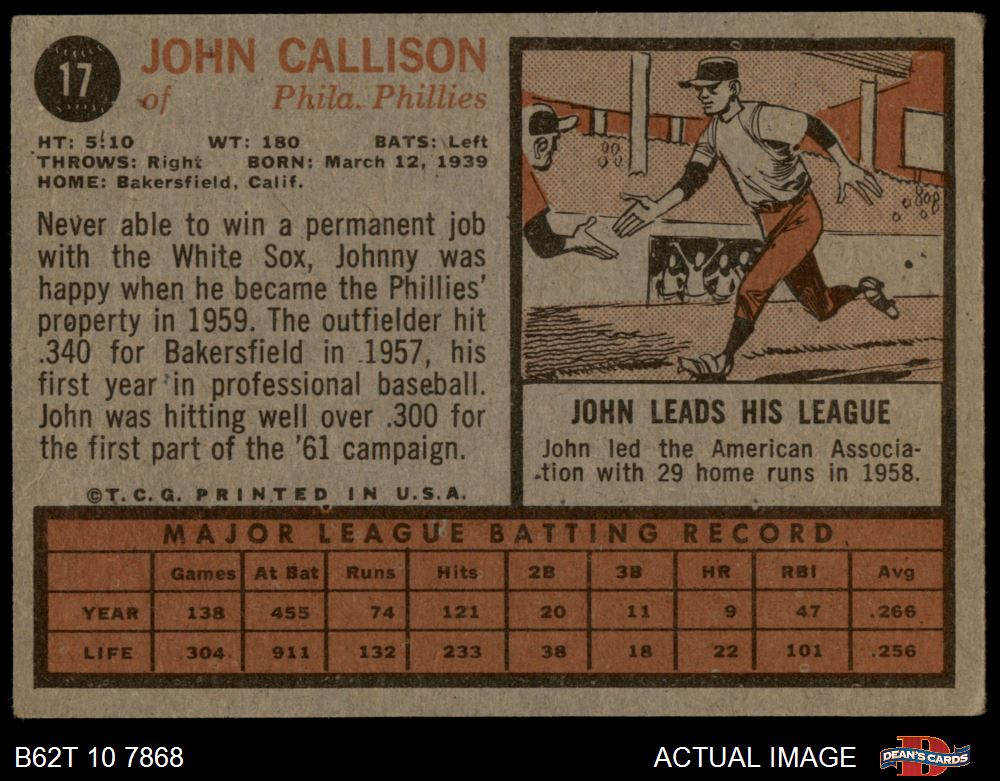 17
JOHN CALLISON
of Phila. Phillies
HT: 5'10 WT: 180 BATS: Left
THROWS: Right BORN: March 12, 1939
HOME: Bakersfield, Calif.
Never able to win a permanent job
with the White Sox, Johnny was
happy when he became the Phillies'
property in 1959. The outfielder hit
.340 for Bakersfield in 1957, his
first year in professional baseball.
John was hitting well over .300 for
the first part of the '61 campaign.
©T.C.G. PRINTED IN U.S.A.
JOHN LEADS HIS LEAGUE
John led the American Associa-
tion with 29 home runs in 1958.
MAJOR LEAGUE BATTING RECORD
Games At Bat Runs Hits 2B 3B HR RBI Avg
YEAR 138 455 74 121 20 11 9 47 .266
LIFE 304 911 132 233 38 18 22 101 .256
B62T 10 7868
ACTUAL IMAGE
DEAN'S CARDS